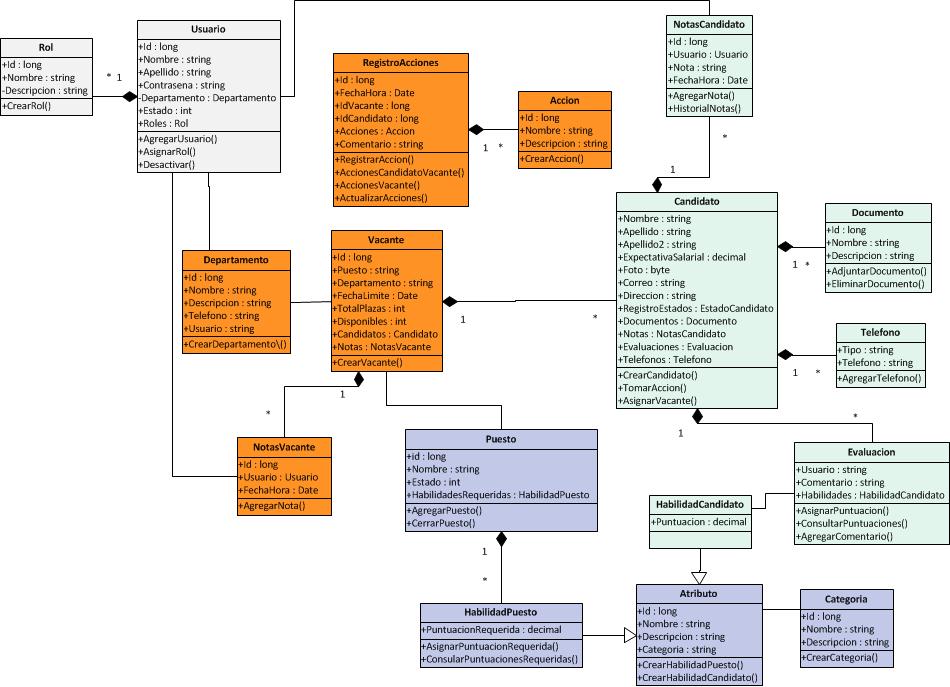 Rol
+Id : long
+Nombre : string
-Descripcion : string
+CrearRol()
* 1
Usuario
+Id : long
+Nombre : string
+Apellido : string
+Contrasena : string
-Departamento : Departamento
+Estado : int
+Roles : Rol
+AgregarUsuario()
+AsignarRol()
+Desactivar()
RegistroAcciones
+Id : long
+FechaHora : Date
+IdVacante : long
+IdCandidato : long
+Acciones : Accion
+Comentario : string
+RegistrarAccion()
+AccionesCandidatoVacante()
+AccionesVacante()
+ActualizarAcciones()
1 *
Accion
+Id : long
+Nombre : string
+Descripcion : string
+CrearAccion()
NotasCandidato
+Id : long
+Usuario : Usuario
+Nota : string
+FechaHora : Date
+AgregarNota()
+HistorialNotas()
*
1
Candidato
+Nombre : string
+Apellido : string
+Apellido2 : string
+ExpectativaSalarial : decimal
+Foto : byte
+Correo : string
+Direccion : string
+RegistroEstados : EstadoCandidato
+Documentos : Documento
+Notas : NotasCandidato
+Evaluaciones : Evaluacion
+Telefonos : Telefono
+CrearCandidato()
+TomarAccion()
+AsignarVacante()
Documento
+Id : long
+Nombre : string
+Descripcion : string
+AdjuntarDocumento()
+EliminarDocumento()
1 *
Telefono
+Tipo : string
+Telefono : string
+AgregarTelefono()
1 *
Departamento
+Id : long
+Nombre : string
+Descripcion : string
+Telefono : string
+Usuario : string
+CrearDepartamento\()
Vacante
+Id : long
+Puesto : string
+Departamento : string
+FechaLimite : Date
+TotalPlazas : int
+Disponibles : int
+Candidatos : Candidato
+Notas : NotasVacante
+CrearVacante()
1
*
1
*
NotasVacante
+Id : long
+Usuario : Usuario
+FechaHora : Date
+AgregarNota()
Puesto
+id : long
+Nombre : string
+Estado : int
+HabilidadesRequeridas : HabilidadPuesto
+AgregarPuesto()
+CerrarPuesto()
1
*
*
1
Evaluacion
+Usuario : string
+Comentario : string
+Habilidades : HabilidadCandidato
+AsignarPuntuacion()
+ConsultarPuntuaciones()
+AgregarComentario()
HabilidadCandidato
+Puntuacion : decimal
HabilidadPuesto
+PuntuacionRequerida : decimal
+AsignarPuntuacionRequerida()
+ConsularPuntuacionesRequeridas()
Atributo
+Id : long
+Nombre : string
+Descripcion : string
+Categoria : string
+CrearHabilidadPuesto()
+CrearHabilidadCandidato()
Categoria
+Id : long
+Nombre : string
+Descripcion : string
+CrearCategoria()